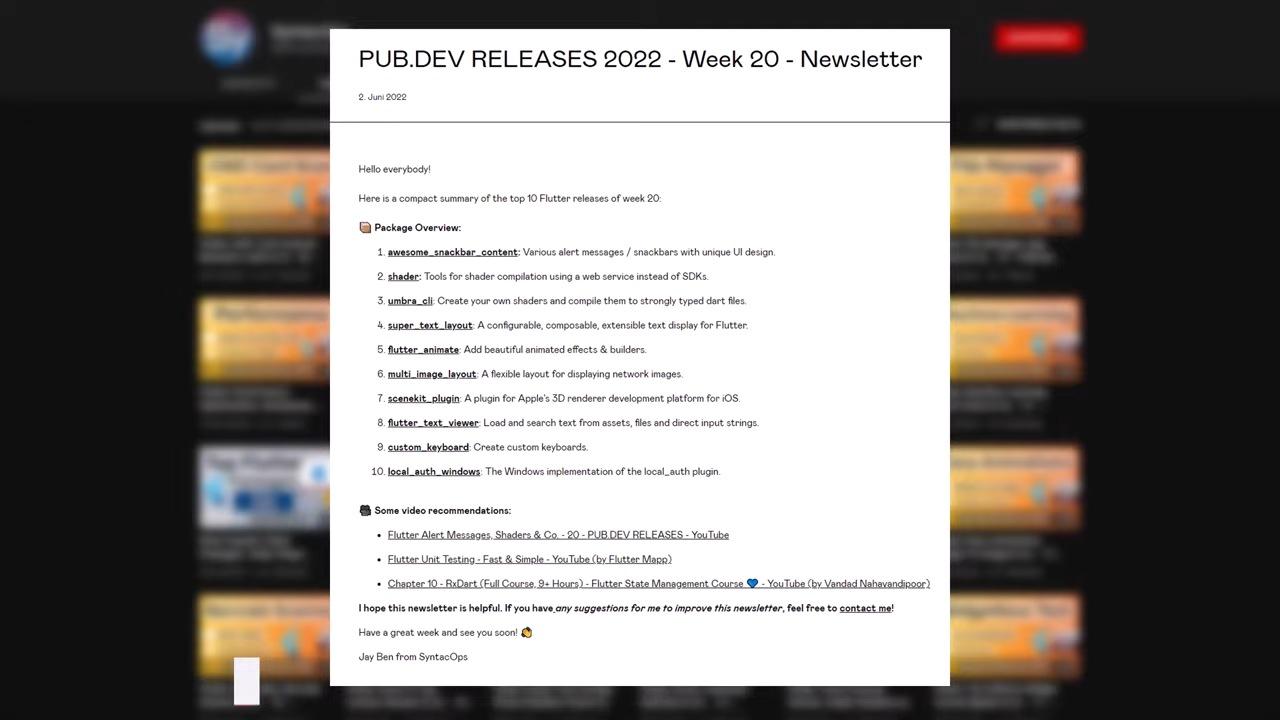 PUB.DEV RELEASES 2022 - Week 20 - Newsletter
2. Juni 2022
Hello everybody!
Here is a compact summary of the top 10 Flutter releases of week 20:
Package Overview:
1. awesome_snackbar_content: Various alert messages / snackbars with unique UI design.
2. shader: Tools for shader compilation using a web service instead of SDKs.
3. umbra_cli: Create your own shaders and compile them to strongly typed dart files.
4. super_text_layout: A configurable, composable, extensible text display for Flutter.
5. flutter_animate: Add beautiful animated effects & builders.
6. multi_image_layout: A flexible layout for displaying network images.
7. scenekit_plugin: A plugin for Apple's 3D renderer development platform for iOS.
8. flutter_text_viewer: Load and search text from assets, files and direct input strings.
9. custom_keyboard: Create custom keyboards.
10. local_auth_windows: The Windows implementation of the local_auth plugin.
Some video recommendations:
• Flutter Alert Messages, Shaders & Co. - 20 - PUB.DEV RELEASES - YouTube
• Flutter Unit Testing - Fast & Simple - YouTube (by Flutter Mapp)
• Chapter 10 - RxDart (Full Course, 9+ Hours) - Flutter State Management Course 💙 - YouTube (by Vandad Nahavandipoor)
I hope this newsletter is helpful. If you have any suggestions for me to improve this newsletter, feel free to contact me!
Have a great week and see you soon! 👋
Jay Ben from SyntacOps